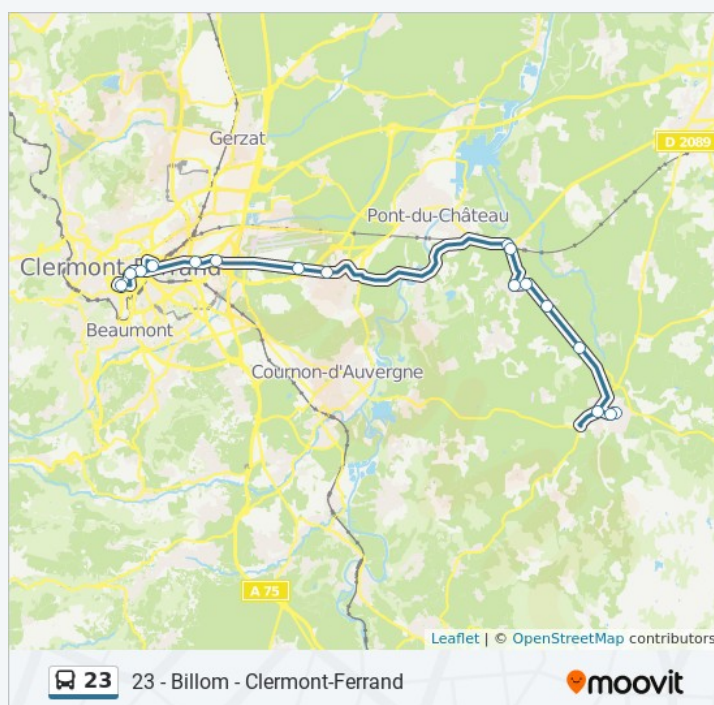 Gerzat
D 2089
Pont-du-Château
Clermont-Ferrand
Beaumont
Cournon-d'Auvergne
A 75
Leaflet | © OpenStreetMap contributors
23 23 - Billom - Clermont-Ferrand moovit